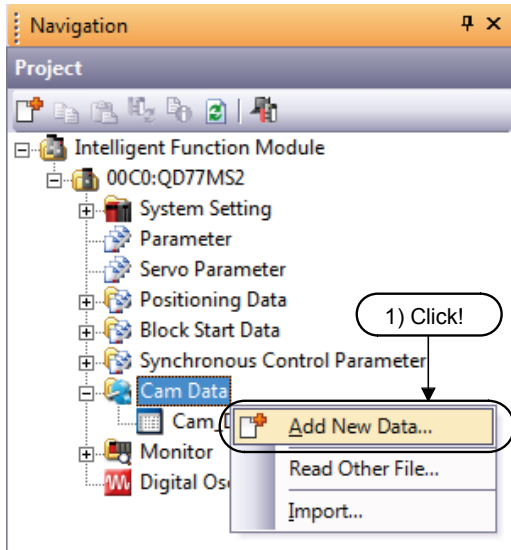 Navigation
Project
Intelligent Function Module
00C0:QD77MS2
System Setting
Parameter
Servo Parameter
Positioning Data
1) Click!
Block Start Data
Synchronous Control Parameter
Cam Data
Cam_
Add New Data...
Monitor
Read Other File...
Digital Os
Import...